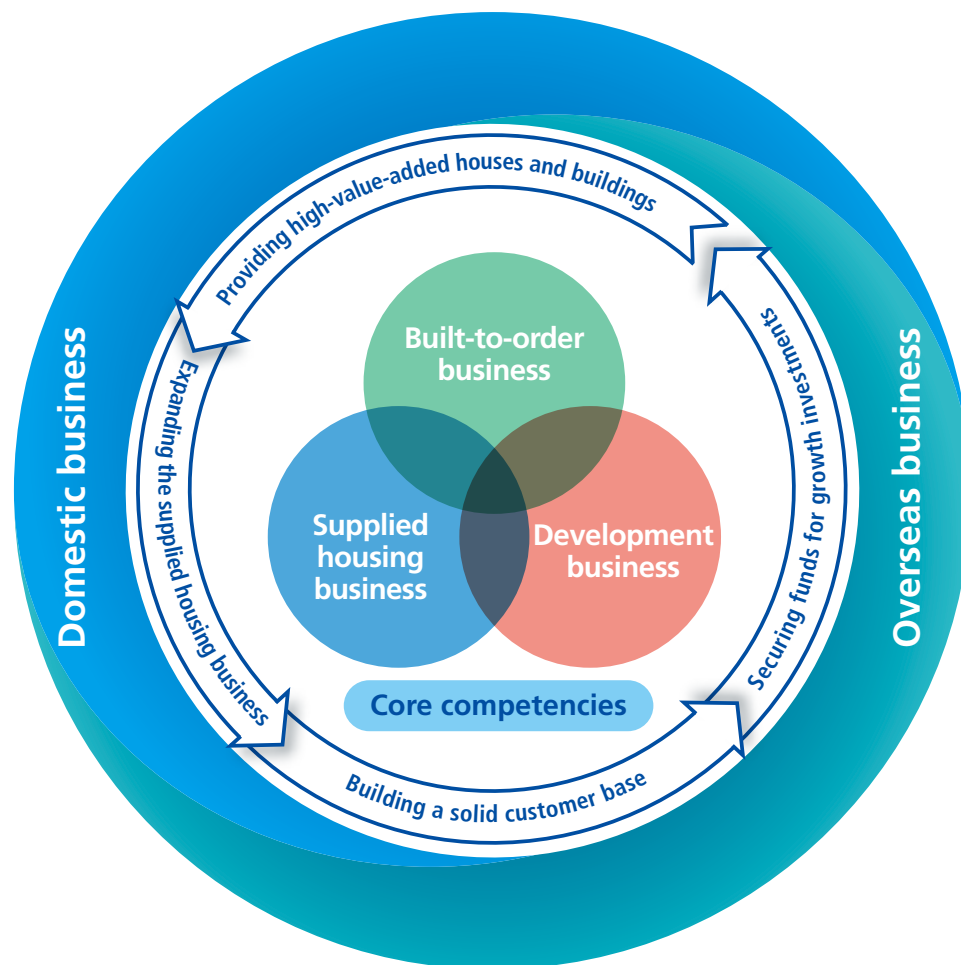 Providing high-value-added houses and buildings
Domestic business
Overseas business
Expanding the supplied housing business
Securing funds for growth investments
Built-to-order
business
Supplied
housing
business
Development
business
Core competencies
Building a solid customer base